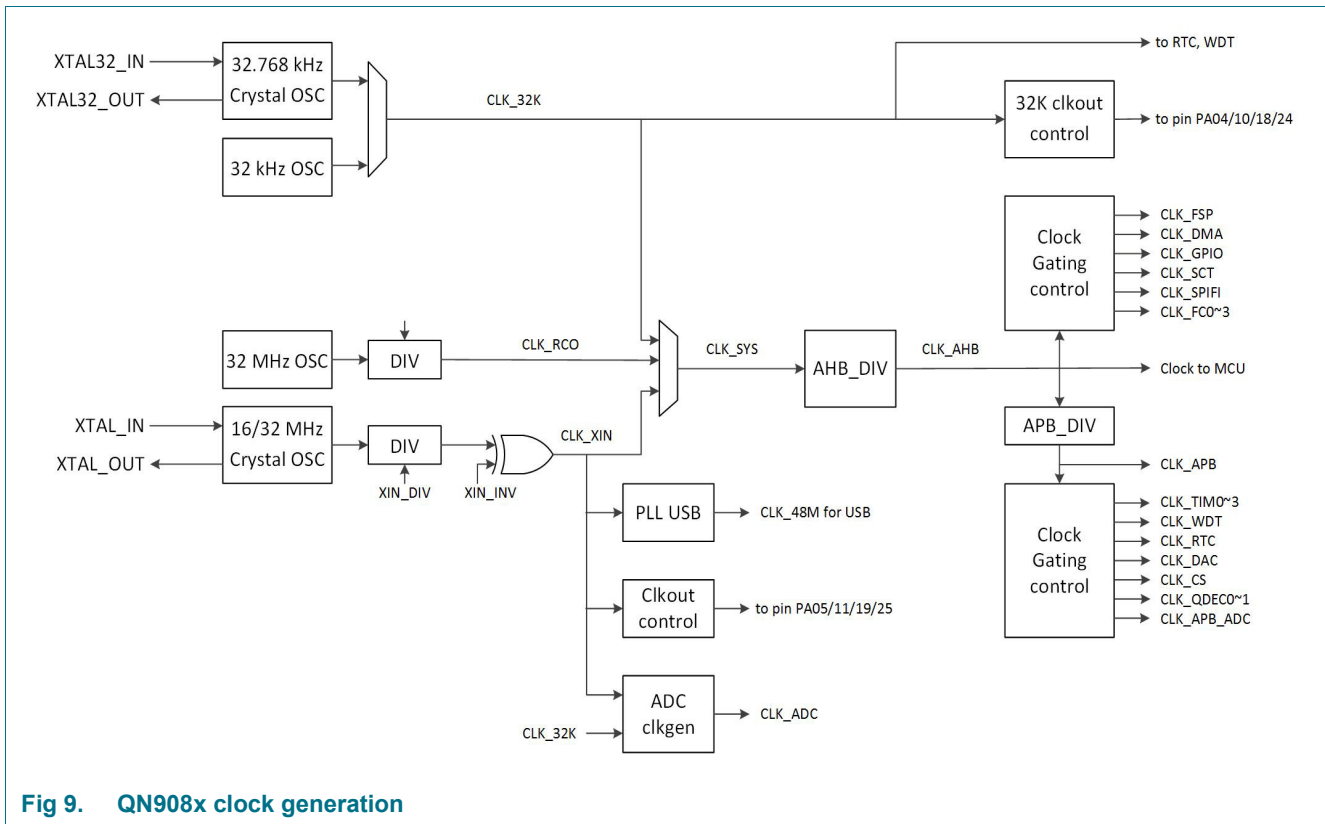 XTAL32_IN
XTAL32_OUT
32.768 kHz
Crystal OSC
32 kHz OSC
CLK_32K
to RTC, WDT
32K clkout
control
to pin PA04/10/18/24
Clock
Gating
control
CLK_FSP
CLK_DMA
CLK_GPIO
CLK_SCT
CLK_SPIFI
CLK_FC0~3
32 MHz OSC
DIV
CLK_RCO
CLK_SYS
AHB_DIV
CLK_AHB
Clock to MCU
XTAL_IN
XTAL_OUT
16/32 MHz
Crystal OSC
DIV
XIN_DIV
XIN_INV
CLK_XIN
APB_DIV
CLK_APB
PLL USB
CLK_48M for USB
Clock
Gating
control
CLK_TIM0~3
CLK_WDT
CLK_RTC
CLK_DAC
CLK_CS
CLK_QDEC0~1
CLK_APB_ADC
Clkout
control
to pin PA05/11/19/25
ADC
clkgen
CLK_32K
CLK_ADC
Fig 9. QN908x clock generation